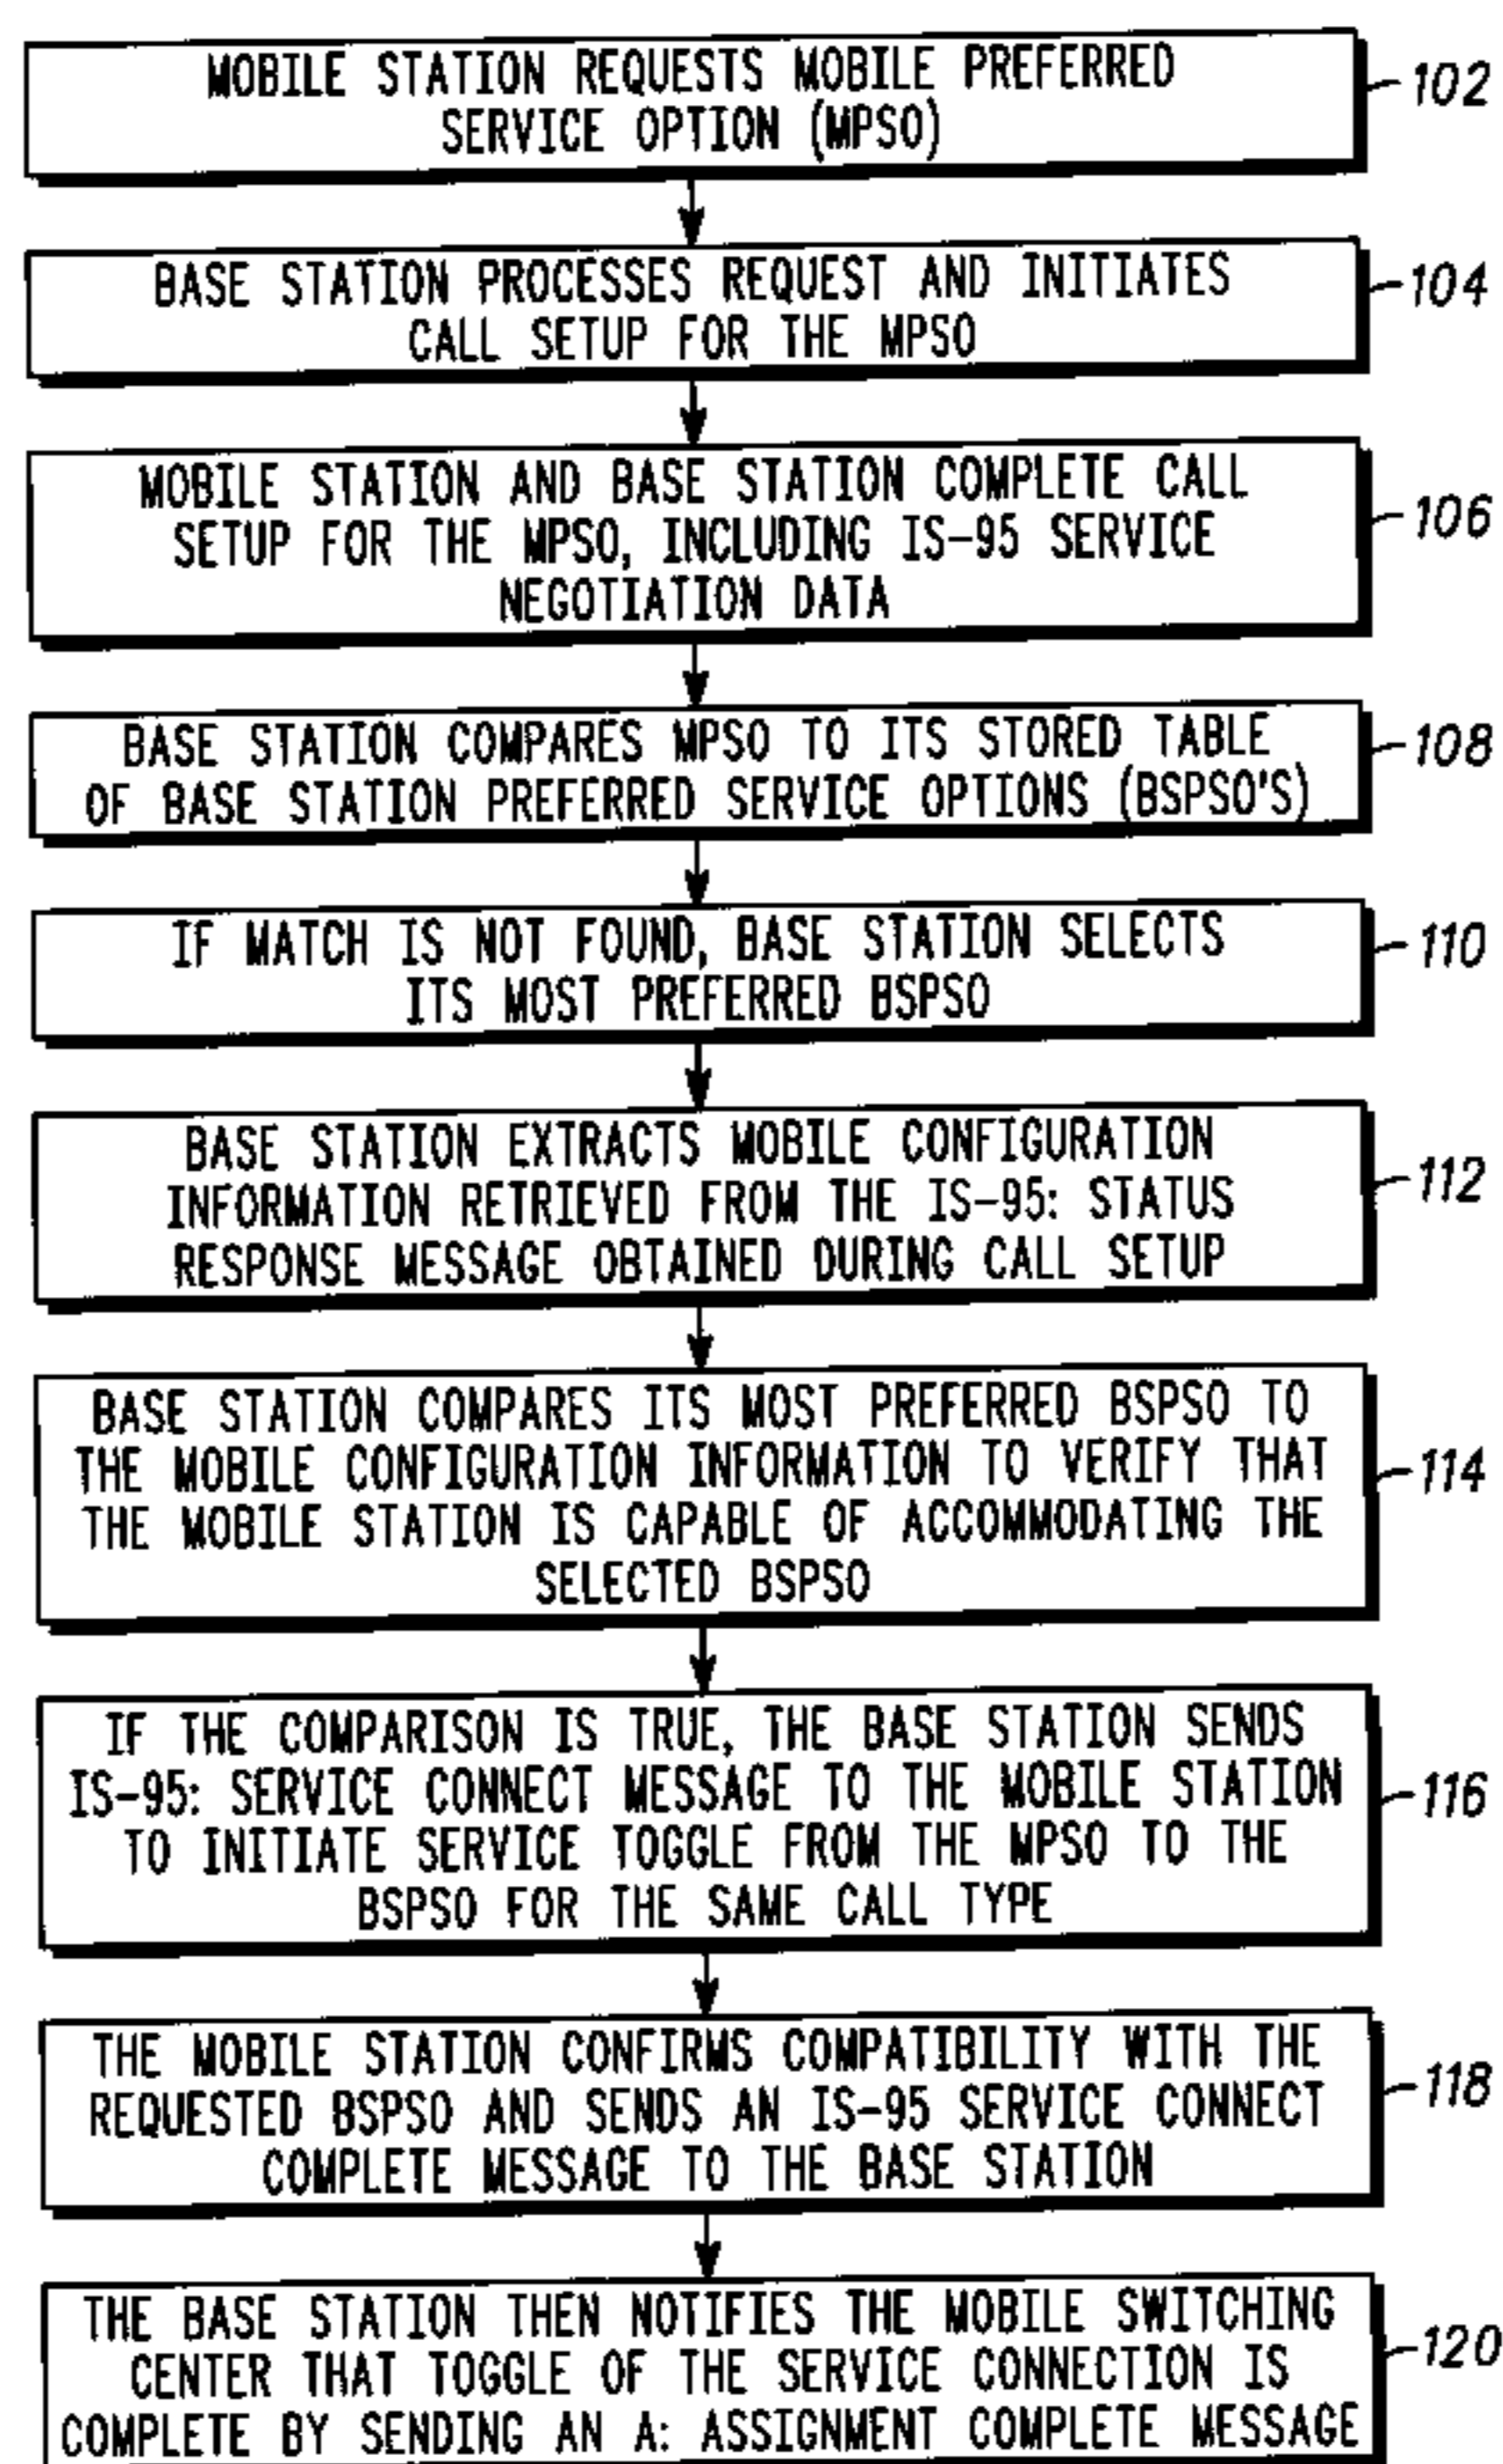 MOBILE STATION REQUESTS MOBILE PREFERRED
SERVICE OPTION (MPSO)
102
BASE STATION PROCESSES REQUEST AND INITIATES
CALL SETUP FOR THE MPSO
104
MOBILE STATION AND BASE STATION COMPLETE CALL
SETUP FOR THE MPSO, INCLUDING IS-95 SERVICE
NEGOTIATION DATA
106
BASE STATION COMPARES MPSO TO ITS STORED TABLE
OF BASE STATION PREFERRED SERVICE OPTIONS (BSPSO'S)
108
IF MATCH IS NOT FOUND, BASE STATION SELECTS
ITS MOST PREFERRED BSPSO
110
BASE STATION EXTRACTS MOBILE CONFIGURATION
INFORMATION RETRIEVED FROM THE IS-95: STATUS
RESPONSE MESSAGE OBTAINED DURING CALL SETUP
112
BASE STATION COMPARES ITS MOST PREFERRED BSPSO TO
THE MOBILE CONFIGURATION INFORMATION TO VERIFY THAT
THE MOBILE STATION IS CAPABLE OF ACCOMMODATING THE
SELECTED BSPSO
114
IF THE COMPARISON IS TRUE, THE BASE STATION SENDS
IS-95: SERVICE CONNECT MESSAGE TO THE MOBILE STATION
TO INITIATE SERVICE TOGGLE FROM THE MPSO TO THE
BSPSO FOR THE SAME CALL TYPE
116
THE MOBILE STATION CONFIRMS COMPATIBILITY WITH THE
REQUESTED BSPSO AND SENDS AN IS-95 SERVICE CONNECT
COMPLETE MESSAGE TO THE BASE STATION
118
THE BASE STATION THEN NOTIFIES THE MOBILE SWITCHING
CENTER THAT TOGGLE OF THE SERVICE CONNECTION IS
COMPLETE BY SENDING AN A: ASSIGNMENT COMPLETE MESSAGE
120